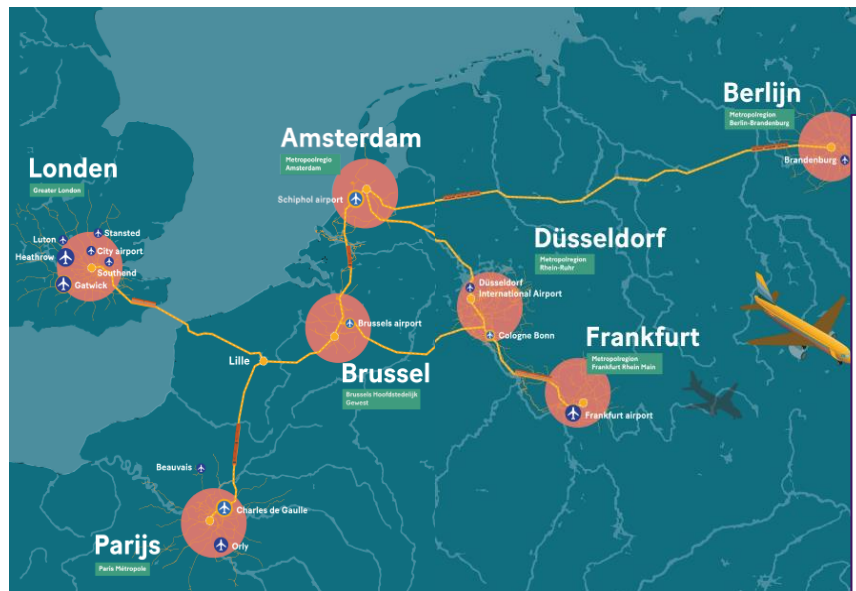 Berlijn
Metropolregion
Berlin-Brandenburg
Brandenburg
Amsterdam
Metropoolregio
Amsterdam
Schiphol airport
Londen
Greater London
Luton
Stansted
City airport
Heathrow
Southend
Gatwick
Düsseldorf
Metropolregion
Rhein-Ruhr
Düsseldorf
International Airport
Cologne Bonn
Brussels airport
Brussel
Brussels Hoofdstedelijk
Gewest
Lille
Frankfurt
Metropolregion
Frankfurt Rhein Main
Frankfurt airport
Beauvais
Charles de Gaulle
Orly
Parijs
Paris Métropole